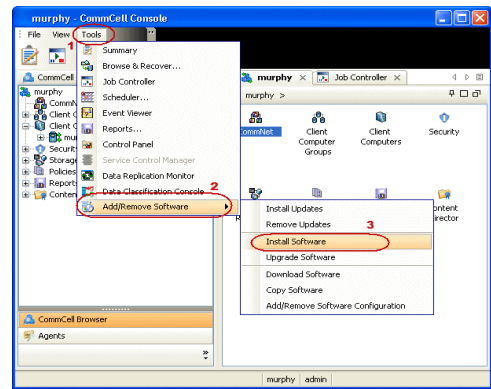 murphy - CommCell Console
File View Tools
1
CommCell
murphy
CommN
Client C
Client C
mur
Security
Storage
Policies
Report
Conten
Summary
Browse & Recover...
Job Controller
Scheduler...
Event Viewer
Reports...
Control Panel
Service Control Manager
Data Replication Monitor
Data Classification Console
2
Add/Remove Software
murphy
Job Controller
murphy >
CommNet
Client Computer Groups
Client Computers
Security
Install Updates
Remove Updates
3
Install Software
Upgrade Software
Download Software
Copy Software
Add/Remove Software Configuration
ontent
irector
CommCell Browser
Agents
murphy admin